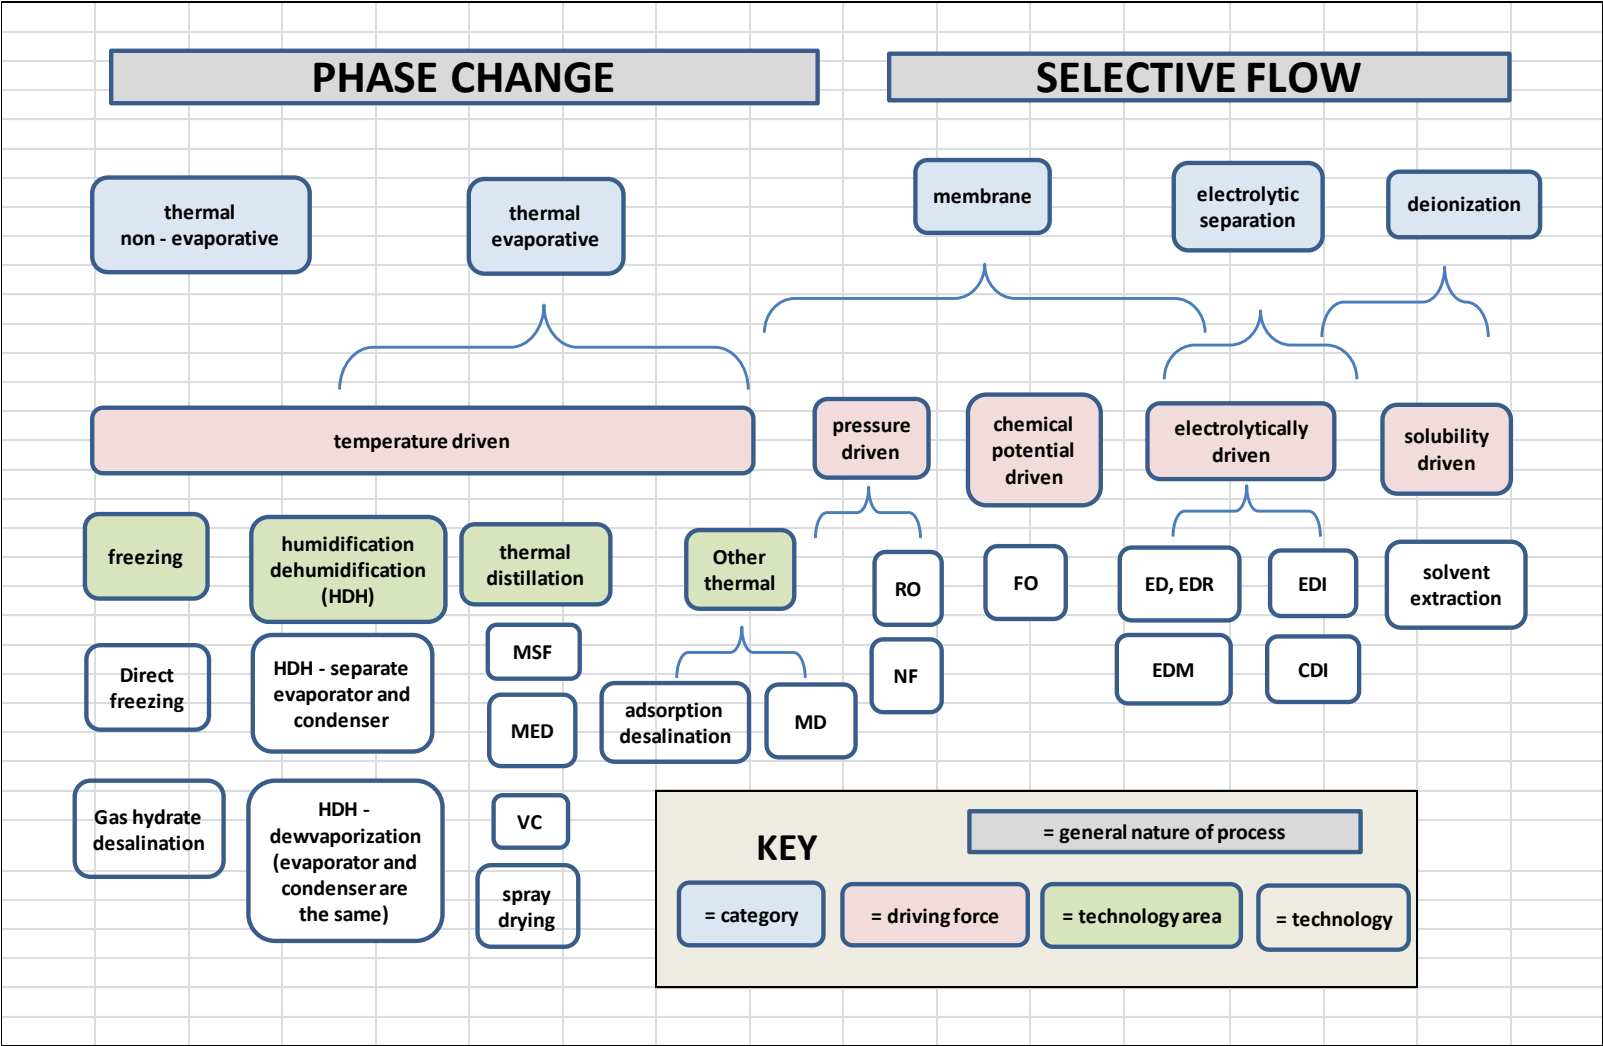 PHASE CHANGE
SELECTIVE FLOW
thermal
non - evaporative
thermal
evaporative
membrane
electrolytic
separation
deionization
temperature driven
pressure
driven
chemical
potential
driven
electrolytically
driven
solubility
driven
freezing
humidification
dehumidification
(HDH)
thermal
distillation
Other
thermal
RO
FO
ED, EDR
EDI
solvent
extraction
Direct
freezing
HDH - separate
evaporator and
condenser
MSF
MED
adsorption
desalination
MD
NF
EDM
CDI
Gas hydrate
desalination
HDH -
dewvaporization
(evaporator and
condenser are
the same)
VC
spray
drying
KEY
= general nature of process
= category
= driving force
= technology area
= technology